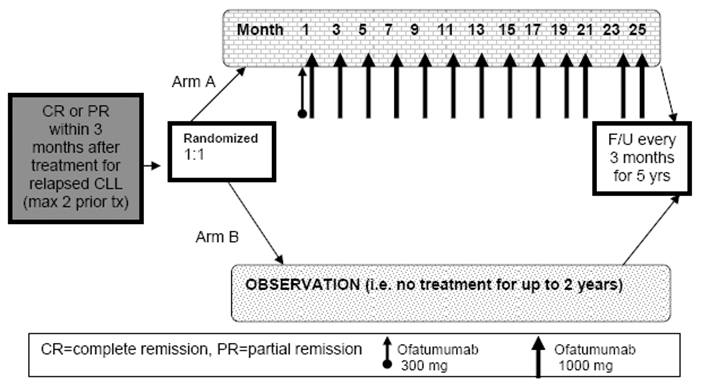 Month 1 3 5 7 9 11 13 15 17 19 21 23 25
Arm A
CR or PR
within 3
months after
treatment for
relapsed CLL
(max 2 prior tx)
Randomized
1:1
F/U every
3 months
for 5 yrs
Arm B
OBSERVATION (i.e. no treatment for up to 2 years)
CR=complete remission, PR=partial remission
Ofatumumab
300 mg
Ofatumumab
1000 mg